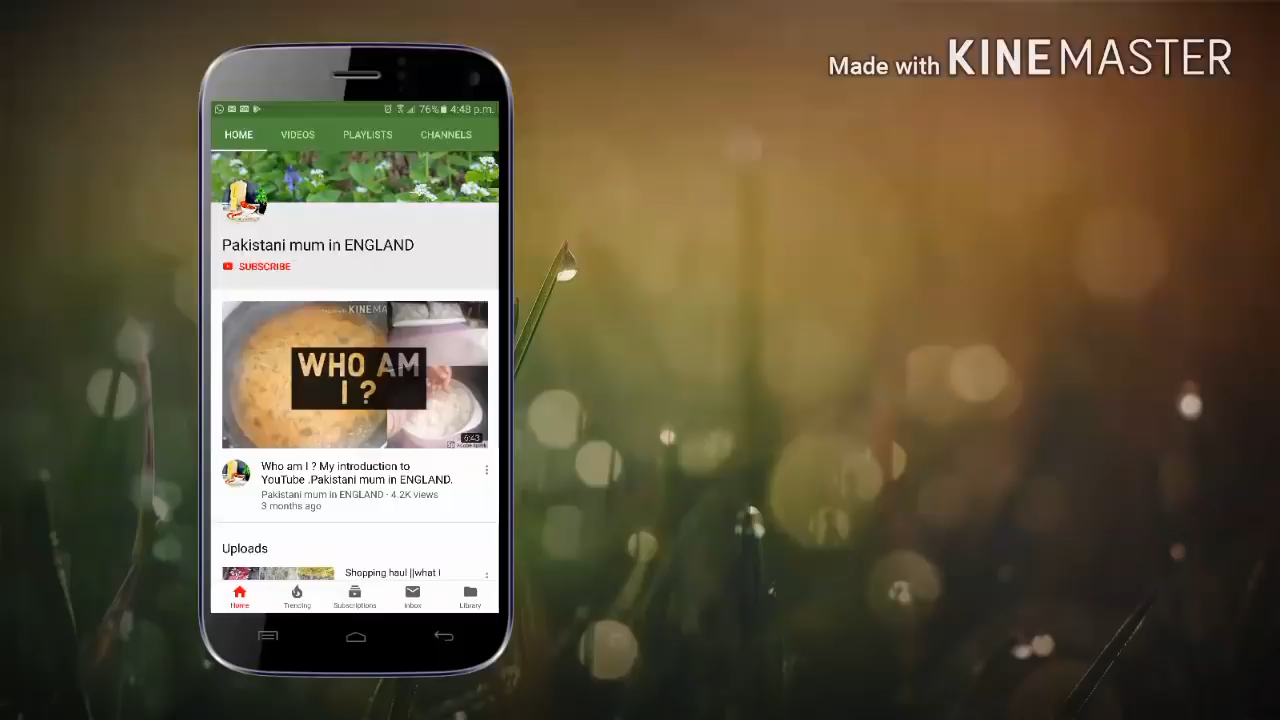 Made with KINEMASTER
76% 4:48 p.m.
HOME VIDEOS PLAYLISTS CHANNELS
Pakistani mum in ENGLAND
SUBSCRIBE
KINEMA
WHO AM
I ?
6:43
Who am I ? My introduction to
YouTube .Pakistani mum in ENGLAND.
Pakistani mum in ENGLAND · 4.2K views
3 months ago
Uploads
Shopping haul ||what I
Home Trending Subscriptions Inbox Library